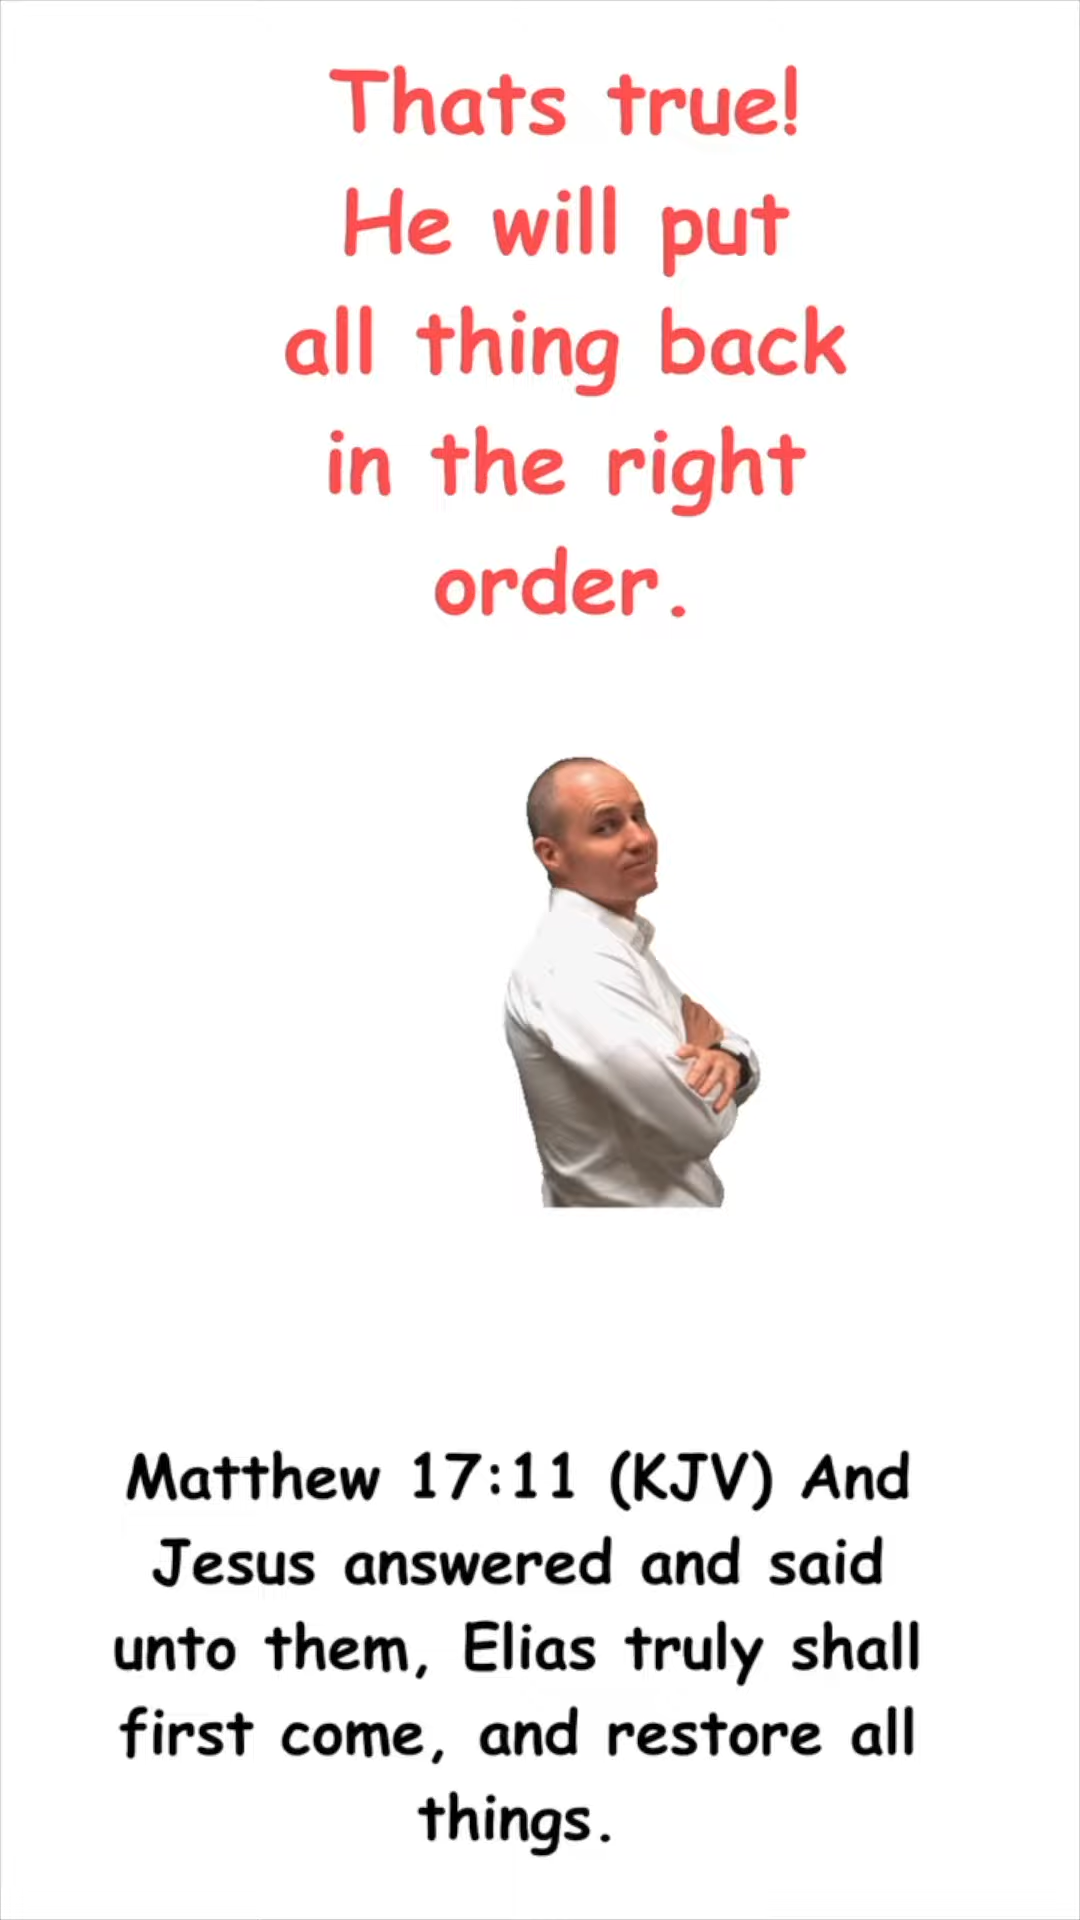 Thats true!
He will put
all thing back
in the right
order.
Matthew 17:11 (KJV) And
Jesus answered and said
unto them, Elias truly shall
first come, and restore all
things.